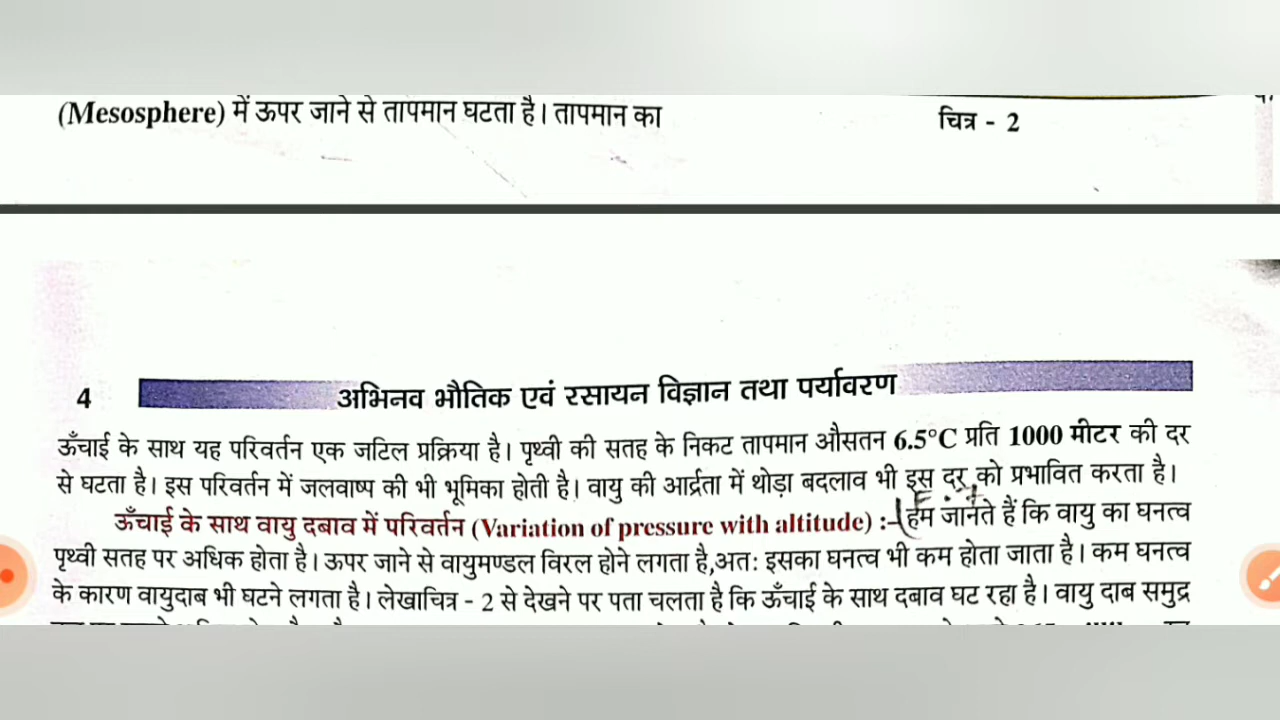 (Mesosphere) में ऊपर जाने से तापमान घटता है। तापमान का
चित्र - 2
4
अभिनव भौतिक एवं रसायन विज्ञान तथा पर्यावरण
ऊँचाई के साथ यह परिवर्तन एक जटिल प्रक्रिया है। पृथ्वी की सतह के निकट तापमान औसतन 6.5°C प्रति 1000 मीटर की दर
से घटता है। इस परिवर्तन में जलवाष्प की भी भूमिका होती है। वायु की आर्द्रता में थोड़ा बदलाव भी इस दर को प्रभावित करता है।
ऊँचाई के साथ वायु दबाव में परिवर्तन (Variation of pressure with altitude) :- हम जानते हैं कि वायु का घनत्व
पृथ्वी सतह पर अधिक होता है। ऊपर जाने से वायुमण्डल विरल होने लगता है,अतः इसका घनत्व भी कम होता जाता है। कम घनत्व
के कारण वायुदाब भी घटने लगता है। लेखाचित्र - 2 से देखने पर पता चलता है कि ऊँचाई के साथ दबाव घट रहा है। वायु दाब समुद्र